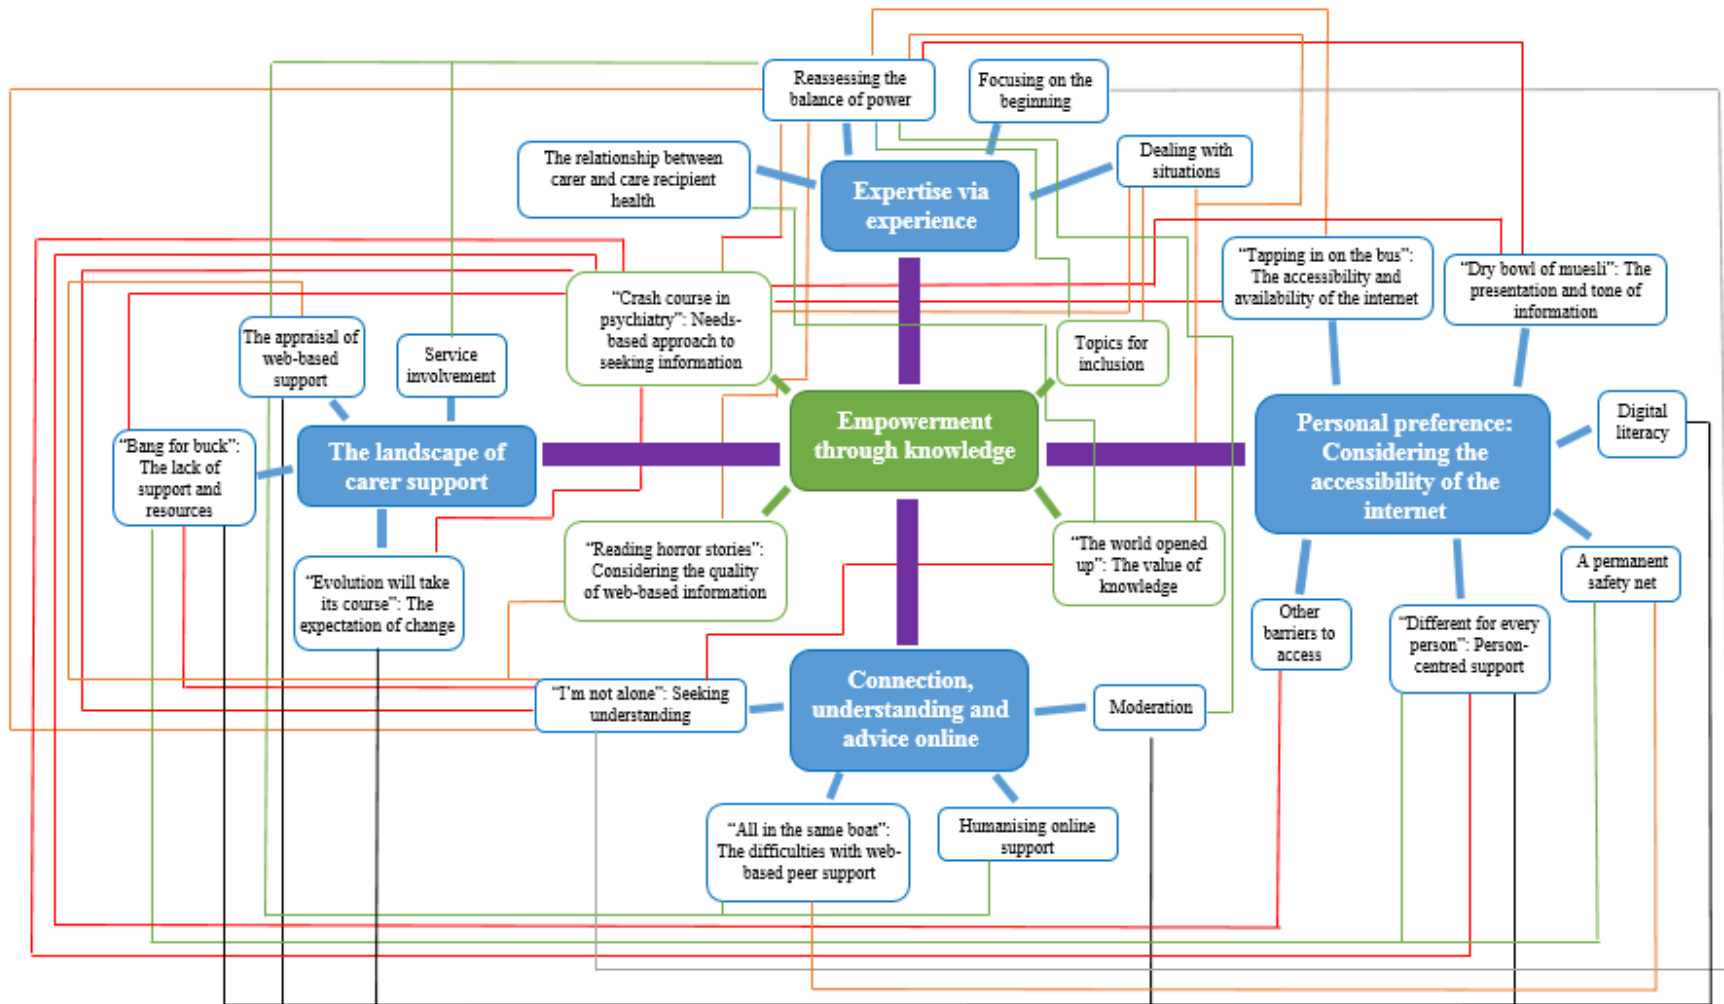 Reassessing the
balance of power
Focusing on the
beginning
The relationship between
carer and care recipient
health
Dealing with
situations
Expertise via
experience
“Crash course in
psychiatry”: Needs-
based approach to
seeking information
“Tapping in on the bus”:
The accessibility and
availability of the internet
“Dry bowl of muesli”: The
presentation and tone of
information
The appraisal of
web-based
support
Service
involvement
Topics for
inclusion
“Bang for buck”:
The lack of
support and
resources
The landscape of
carer support
Empowerment
through knowledge
Personal preference:
Considering the
accessibility of the
internet
Digital
literacy
“Evolution will take
its course”: The
expectation of change
“Reading horror stories”:
Considering the quality
of web-based information
“The world opened
up”: The value of
knowledge
A permanent
safety net
Other
barriers to
access
“Different for every
person”: Person-
centred support
“I’m not alone”: Seeking
understanding
Connection,
understanding and
advice online
Moderation
“All in the same boat”:
The difficulties with web-
based peer support
Humanising online
support